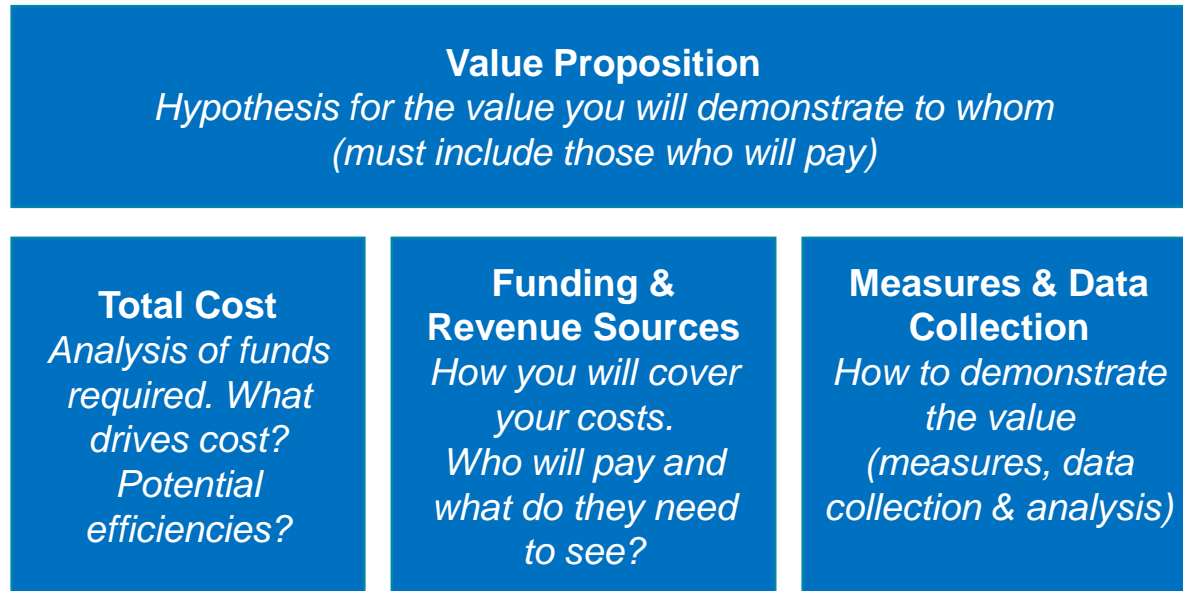 Value Proposition
Hypothesis for the value you will demonstrate to whom
(must include those who will pay)
Total Cost
Analysis of funds
required. What
drives cost?
Potential
efficiencies?
Funding &
Revenue Sources
How you will cover
your costs.
Who will pay and
what do they need
to see?
Measures & Data
Collection
How to demonstrate
the value
(measures, data
collection & analysis)